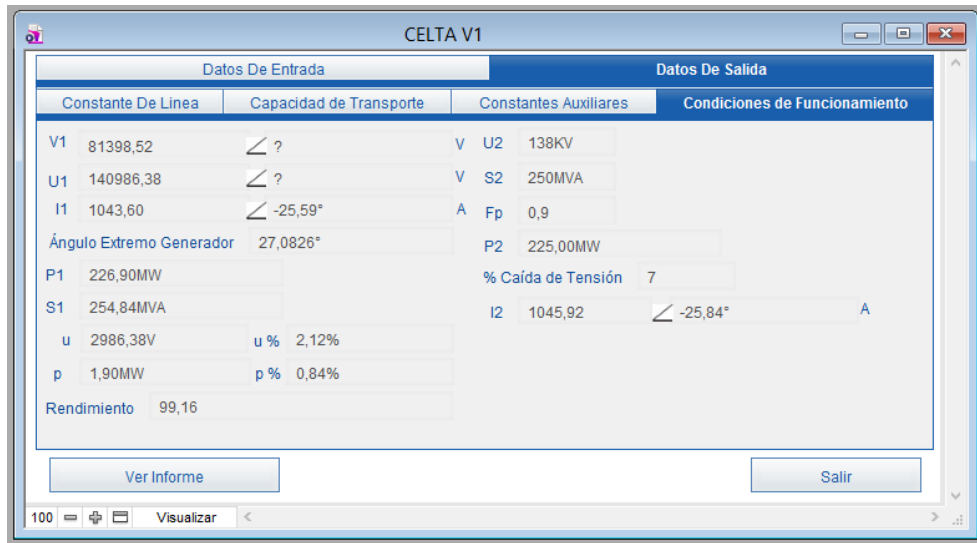 CELTA V1
Datos De Entrada Datos De Salida
Constante De Linea Capacidad de Transporte Constantes Auxiliares Condiciones de Funcionamiento
V1 81398,52 ? V U2 138KV
U1 140986,38 ? V S2 250MVA
I1 1043,60 -25,59° A Fp 0,9
Ángulo Extremo Generador 27,0826° P2 225,00MW
P1 226,90MW % Caída de Tensión 7
S1 254,84MVA I2 1045,92 -25,84° A
u 2986,38V u % 2,12%
p 1,90MW p % 0,84%
Rendimiento 99,16
Ver Informe Salir
100 Visualizar